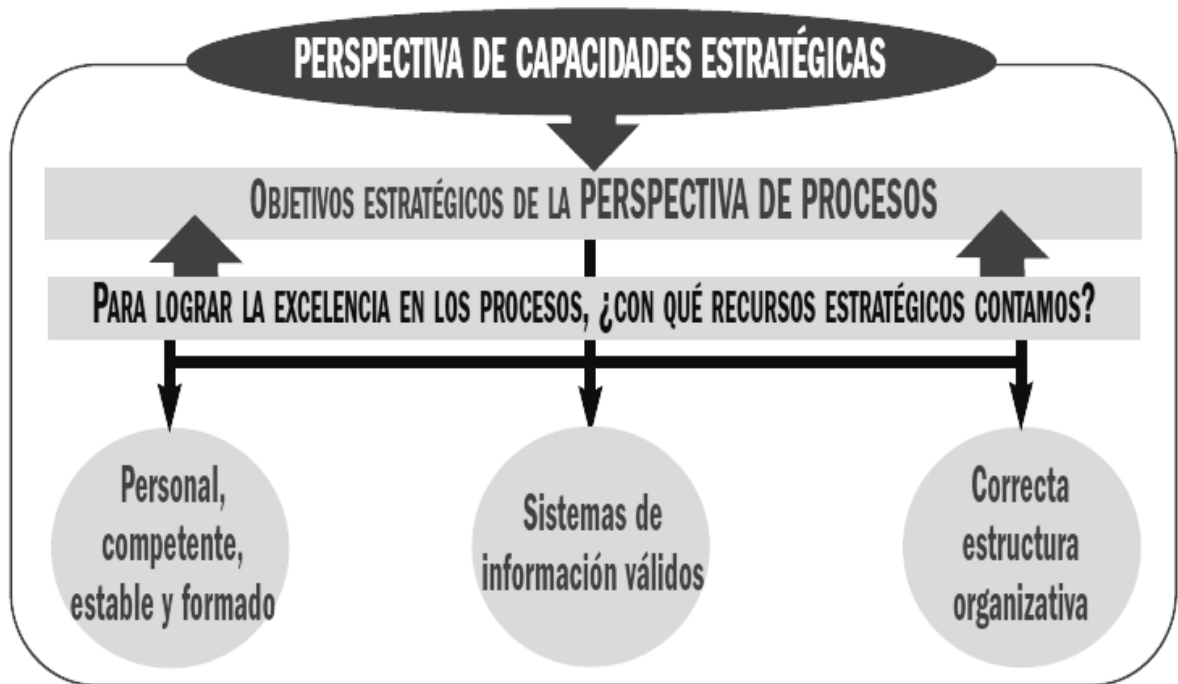 PERSPECTIVA DE CAPACIDADES ESTRATÉGICAS
OBJETIVOS ESTRATÉGICOS DE LA PERSPECTIVA DE PROCESOS
PARA LOGRAR LA EXCELENCIA EN LOS PROCESOS, ¿CON QUÉ RECURSOS ESTRATÉGICOS CONTAMOS?
Personal,
competente,
estable y formado
Sistemas de
información válidos
Correcta
estructura
organizativa